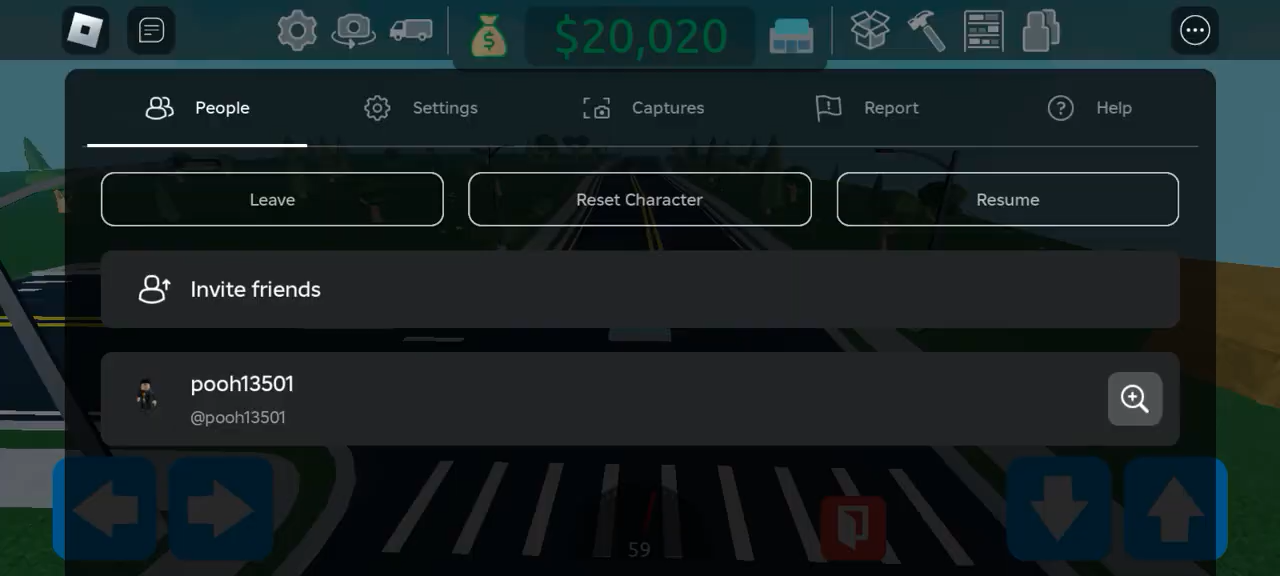 $20,020
People
Settings
Captures
Report
Help
Leave
Reset Character
Resume
Invite friends
pooh13501
@pooh13501
59